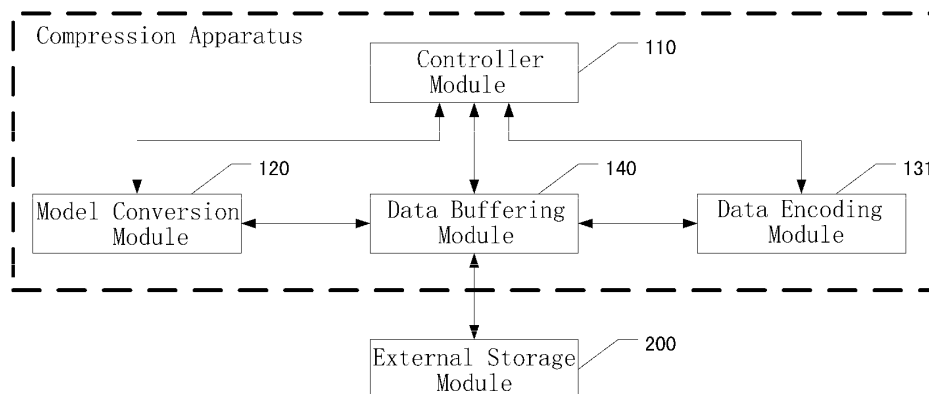 Compression Apparatus
Controller
Module
110
120
140
131
Model Conversion
Module
Data Buffering
Module
Data Encoding
Module
External Storage
Module
200